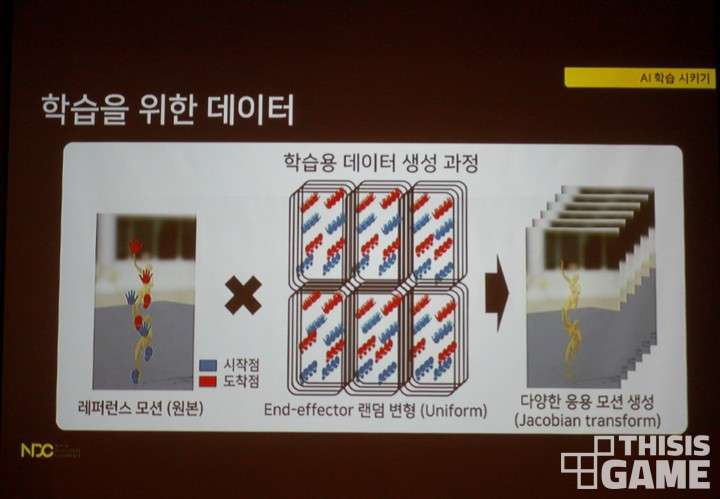 AI 학습 시키기
학습을 위한 데이터
학습용 데이터 생성 과정
시작점
도착점
레퍼런스 모션 (원본)
End-effector 랜덤 변형 (Uniform)
다양한 응용 모션 생성
(Jacobian transform)
NDC
THISIS
GAME